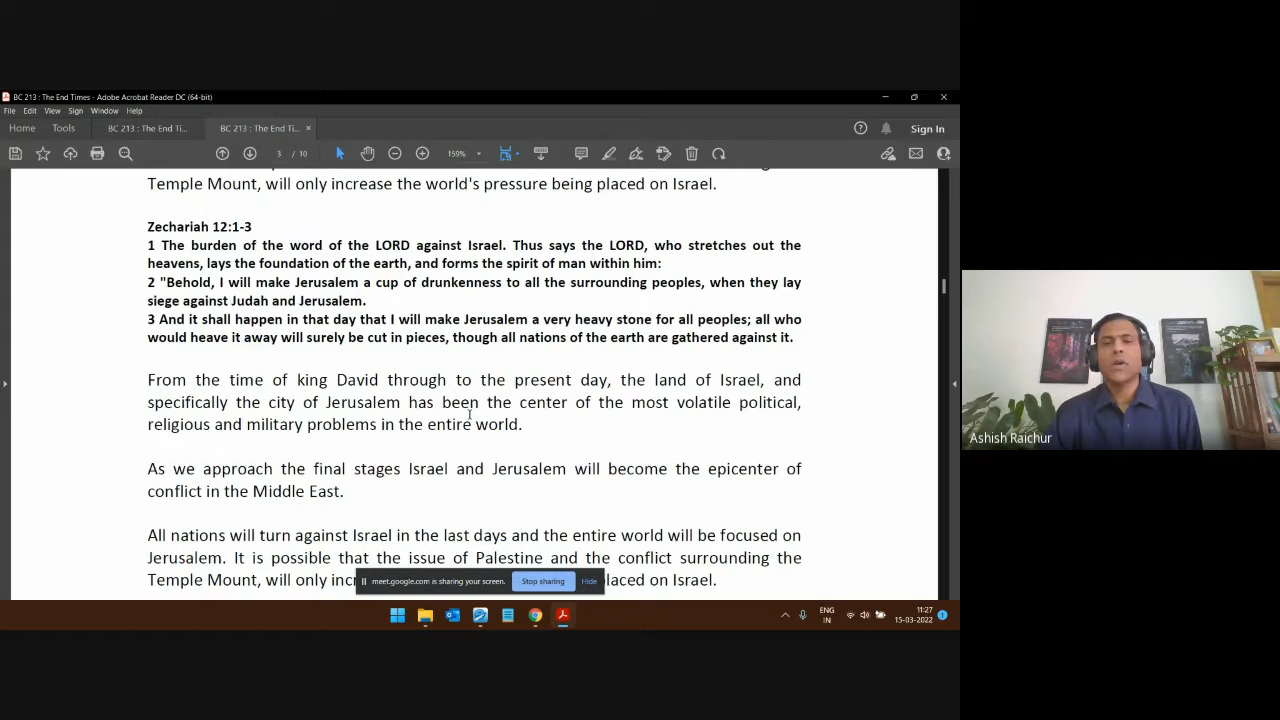 BC 213 : The End Times - Adobe Acrobat Reader DC (64-bit)
File Edit View Sign Window Help
Home Tools BC 213 : The End Ti... BC 213 : The End Ti... × Sign In
3 / 10 159%
Temple Mount, will only increase the world's pressure being placed on Israel.
Zechariah 12:1-3
1 The burden of the word of the LORD against Israel. Thus says the LORD, who stretches out the
heavens, lays the foundation of the earth, and forms the spirit of man within him:
2 "Behold, I will make Jerusalem a cup of drunkenness to all the surrounding peoples, when they lay
siege against Judah and Jerusalem.
3 And it shall happen in that day that I will make Jerusalem a very heavy stone for all peoples; all who
would heave it away will surely be cut in pieces, though all nations of the earth are gathered against it.
From the time of king David through to the present day, the land of Israel, and
specifically the city of Jerusalem has been the center of the most volatile political,
religious and military problems in the entire world.
As we approach the final stages Israel and Jerusalem will become the epicenter of
conflict in the Middle East.
All nations will turn against Israel in the last days and the entire world will be focused on
Jerusalem. It is possible that the issue of Palestine and the conflict surrounding the
Temple Mount, will only placed on Israel.
meet.google.com is sharing your screen. Stop sharing Hide
Ashish Raichur
ENG
IN
11:27
15-03-2022